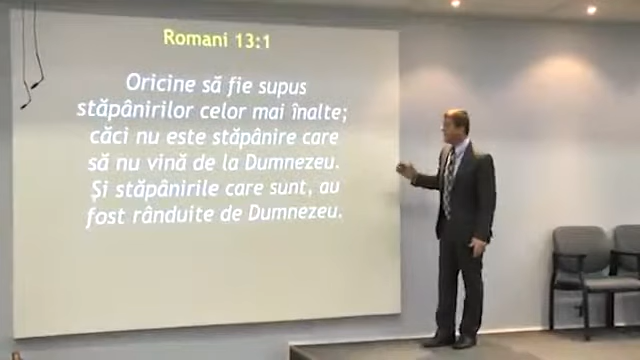 Romani 13:1
Oricine să fie supus
stăpânirilor celor mai înalte;
căci nu este stăpânire care
să nu vină de la Dumnezeu.
Și stăpânirile care sunt, au
fost rânduite de Dumnezeu.